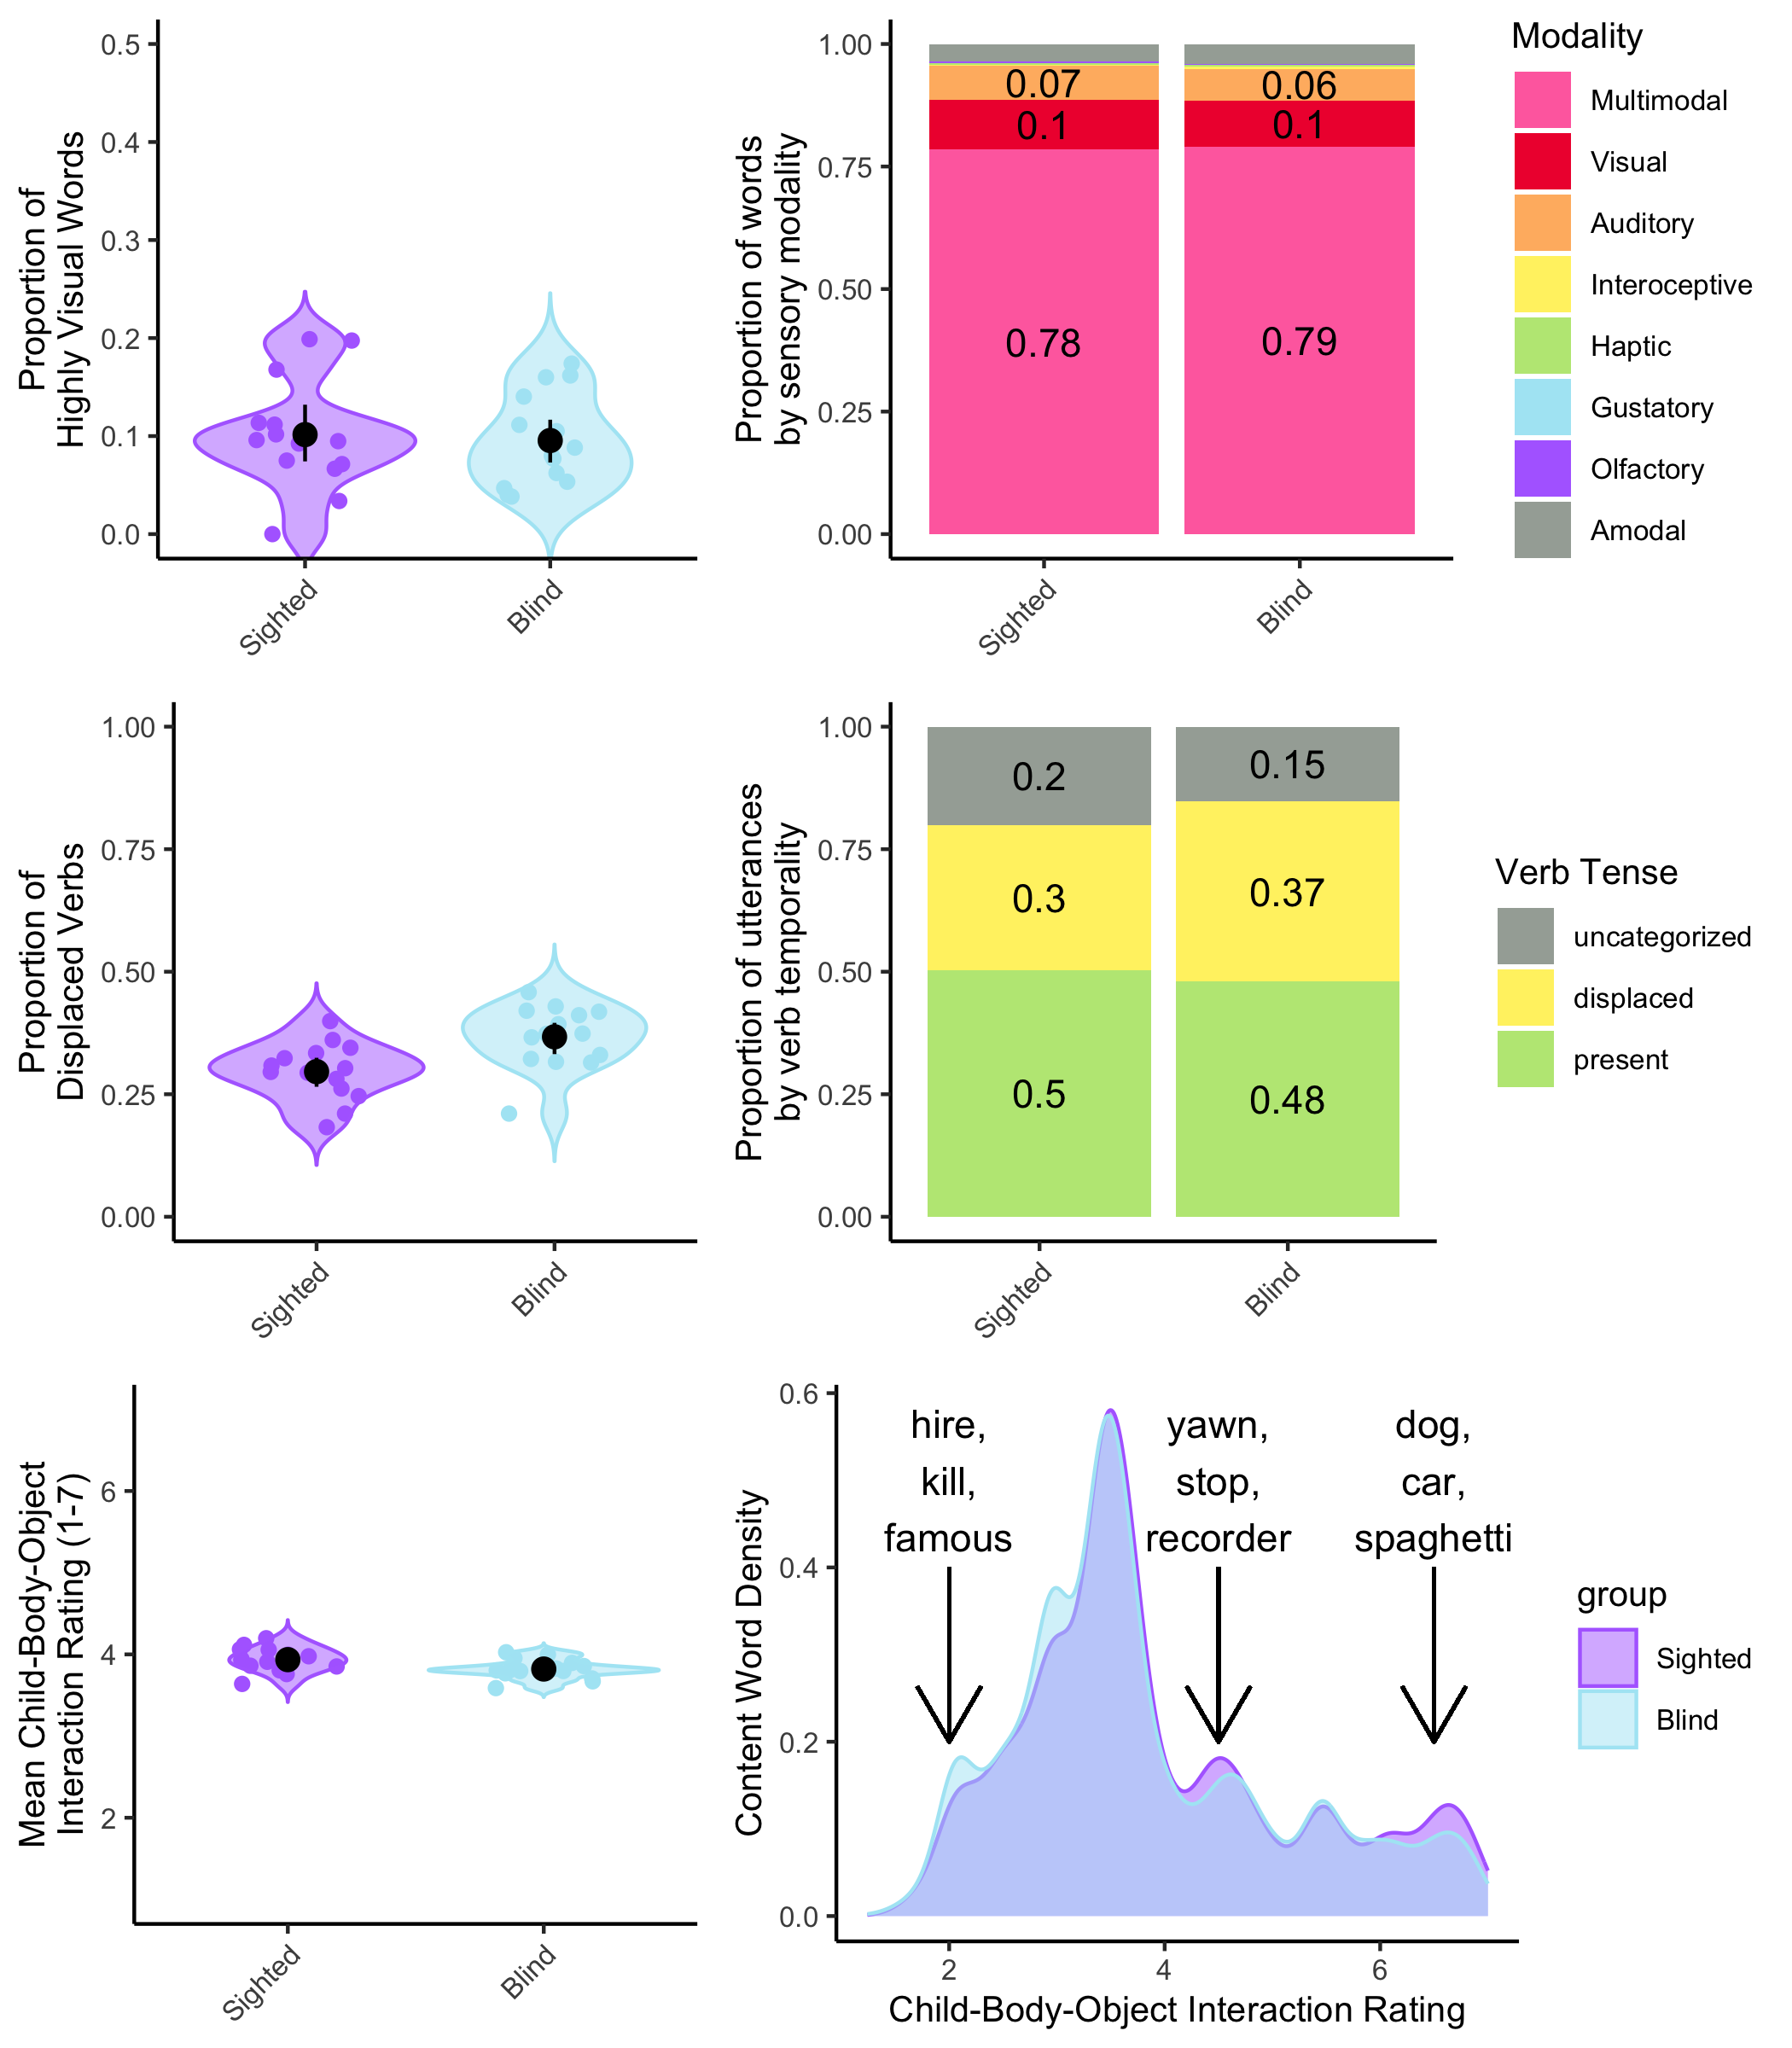 Proportion of
Highly Visual Words
0.5
0.4
0.3
0.2
0.1
0.0
Sighted
Blind
Proportion of words
by sensory modality
1.00
0.75
0.50
0.25
0.00
0.07
0.1
0.78
0.06
0.1
0.79
Sighted
Blind
Modality
Multimodal
Visual
Auditory
Interoceptive
Haptic
Gustatory
Olfactory
Amodal
Proportion of
Displaced Verbs
1.00
0.75
0.50
0.25
0.00
Sighted
Blind
Proportion of utterances
by verb temporality
1.00
0.75
0.50
0.25
0.00
0.2
0.3
0.5
0.15
0.37
0.48
Sighted
Blind
Verb Tense
uncategorized
displaced
present
Mean Child-Body-Object
Interaction Rating (1-7)
6
4
2
Sighted
Blind
Content Word Density
0.6
0.4
0.2
0.0
hire,
kill,
famous
yawn,
stop,
recorder
dog,
car,
spaghetti
2
4
6
Child-Body-Object Interaction Rating
group
Sighted
Blind